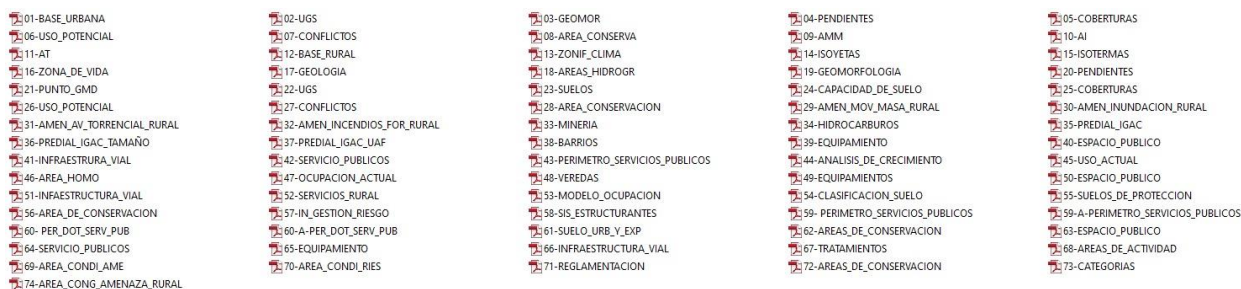 01-BASE_URBANA 02-UGS 03-GEOMOR 04-PENDIENTES 05-COBERTURAS
06-USO_POTENCIAL 07-CONFLICTOS 08-AREA_CONSERVA 09-AMM 10-AI
11-AT 12-BASE_RURAL 13-ZONIF_CLIMA 14-ISOYETAS 15-ISOTERMAS
16-ZONA_DE_VIDA 17-GEOLOGIA 18-AREAS_HIDROGR 19-GEOMORFOLOGIA 20-PENDIENTES
21-PUNTO_GMD 22-UGS 23-SUELOS 24-CAPACIDAD_DE_SUELO 25-COBERTURAS
26-USO_POTENCIAL 27-CONFLICTOS 28-AREA_CONSERVACION 29-AMEN_MOV_MASA_RURAL 30-AMEN_INUNDACION_RURAL
31-AMEN_AV_TORRENCIAL_RURAL 32-AMEN_INCENDIOS_FOR_RURAL 33-MINERIA 34-HIDROCARBUROS 35-PREDIAL_IGAC
36-PREDIAL_IGAC_TAMAÑO 37-PREDIAL_IGAC_UAF 38-BARRIOS 39-EQUIPAMIENTO 40-ESPACIO_PUBLICO
41-INFRAESTRURA_VIAL 42-SERVICIO_PUBLICOS 43-PERIMETRO_SERVICIOS_PUBLICOS 44-ANALISIS_DE_CRECIMIENTO 45-USO_ACTUAL
46-AREA_HOMO 47-OCUPACION_ACTUAL 48-VEREDAS 49-EQUIPAMIENTOS 50-ESPACIO_PUBLICO
51-INFAESTRUCTURA_VIAL 52-SERVICIOS_RURAL 53-MODELO_OCUPACION 54-CLASIFICACION_SUELO 55-SUELOS_DE_PROTECCION
56-AREA_DE_CONSERVACION 57-IN_GESTION_RIESGO 58-SIS_ESTRUCTURANTES 59- PERIMETRO_SERVICIOS_PUBLICOS 59-A-PERIMETRO_SERVICIOS_PUBLICOS
60- PER_DOT_SERV_PUB 60-A-PER_DOT_SERV_PUB 61-SUELO_URB_Y_EXP 62-AREAS_DE_CONSERVACION 63-ESPACIO_PUBLICO
64-SERVICIO_PUBLICOS 65-EQUIPAMIENTO 66-INFRAESTRUCTURA_VIAL 67-TRATAMIENTOS 68-AREAS_DE_ACTIVIDAD
69-AREA_CONDI_AME 70-AREA_CONDI_RIES 71-REGLAMENTACION 72-AREAS_DE_CONSERVACION 73-CATEGORIAS
74-AREA_CONG_AMENAZA_RURAL